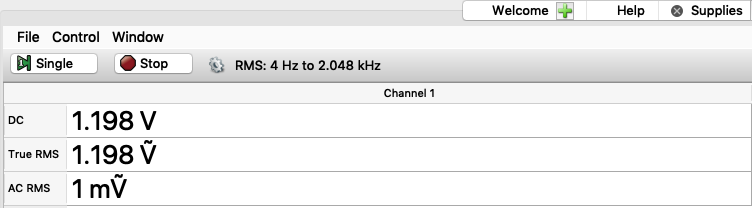 Welcome Help Supplies
File Control Window
Single Stop RMS: 4 Hz to 2.048 kHz
Channel 1
DC 1.198 V
True RMS 1.198 Ṽ
AC RMS 1 mṼ